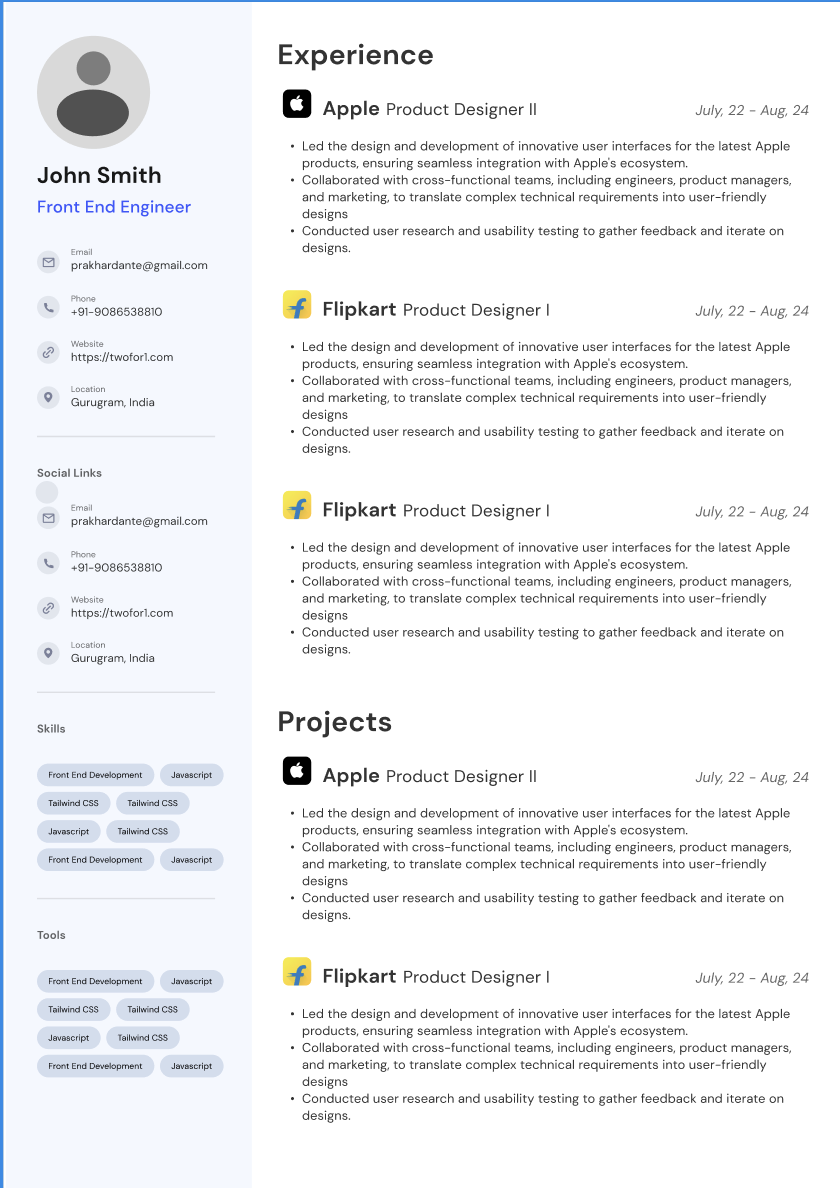 John Smith
Front End Engineer
Email
prakhardante@gmail.com
Phone
+91-9086538810
Website
https://twofor1.com
Location
Gurugram, India
Social Links
Email
prakhardante@gmail.com
Phone
+91-9086538810
Website
https://twofor1.com
Location
Gurugram, India
Skills
Front End Development Javascript
Tailwind CSS Tailwind CSS
Javascript Tailwind CSS
Front End Development Javascript
Tools
Front End Development Javascript
Tailwind CSS Tailwind CSS
Javascript Tailwind CSS
Front End Development Javascript
Experience
Apple Product Designer II July, 22 - Aug, 24
• Led the design and development of innovative user interfaces for the latest Apple
products, ensuring seamless integration with Apple's ecosystem.
• Collaborated with cross-functional teams, including engineers, product managers,
and marketing, to translate complex technical requirements into user-friendly
designs
• Conducted user research and usability testing to gather feedback and iterate on
designs.
Flipkart Product Designer I July, 22 - Aug, 24
• Led the design and development of innovative user interfaces for the latest Apple
products, ensuring seamless integration with Apple's ecosystem.
• Collaborated with cross-functional teams, including engineers, product managers,
and marketing, to translate complex technical requirements into user-friendly
designs
• Conducted user research and usability testing to gather feedback and iterate on
designs.
Flipkart Product Designer I July, 22 - Aug, 24
• Led the design and development of innovative user interfaces for the latest Apple
products, ensuring seamless integration with Apple's ecosystem.
• Collaborated with cross-functional teams, including engineers, product managers,
and marketing, to translate complex technical requirements into user-friendly
designs
• Conducted user research and usability testing to gather feedback and iterate on
designs.
Projects
Apple Product Designer II July, 22 - Aug, 24
• Led the design and development of innovative user interfaces for the latest Apple
products, ensuring seamless integration with Apple's ecosystem.
• Collaborated with cross-functional teams, including engineers, product managers,
and marketing, to translate complex technical requirements into user-friendly
designs
• Conducted user research and usability testing to gather feedback and iterate on
designs.
Flipkart Product Designer I July, 22 - Aug, 24
• Led the design and development of innovative user interfaces for the latest Apple
products, ensuring seamless integration with Apple's ecosystem.
• Collaborated with cross-functional teams, including engineers, product managers,
and marketing, to translate complex technical requirements into user-friendly
designs
• Conducted user research and usability testing to gather feedback and iterate on
designs.